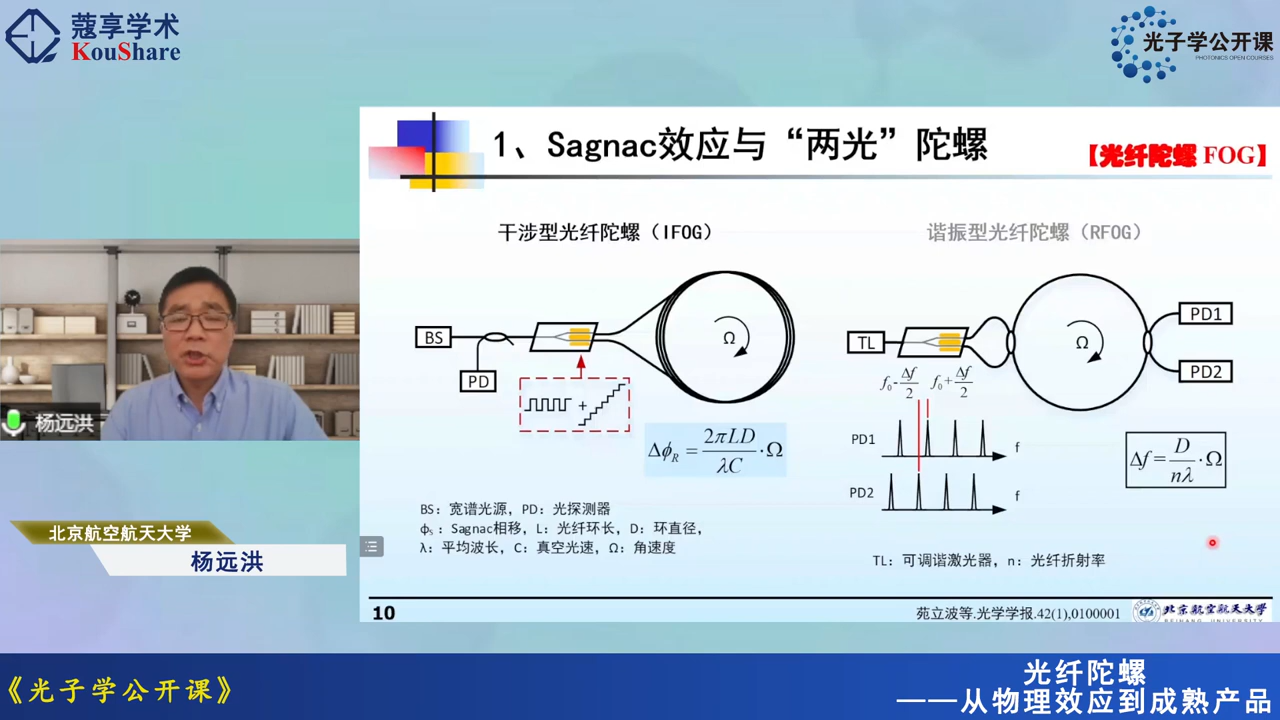 蔻享学术
KouShare
光子学公开课
PHOTONICS OPEN COURSES
1、Sagnac效应与“两光”陀螺
【光纤陀螺 FOG】
干涉型光纤陀螺（IFOG）
谐振型光纤陀螺（RFOG）
BS
PD
Ω
+
Δϕ_R = 2πLD/λC · Ω
TL
Ω
PD1
PD2
f₀-Δf/2 f₀+Δf/2
PD1
f
PD2
f
Δf = D/nλ · Ω
BS：宽谱光源，PD：光探测器
ϕ_S：Sagnac相移，L：光纤环长，D：环直径，
λ：平均波长，C：真空光速，Ω：角速度
TL：可调谐激光器，n：光纤折射率
10
苑立波等.光学学报.42(1),0100001
北京航空航天大学
BEIHANG UNIVERSITY
杨远洪
北京航空航天大学
杨远洪
《光子学公开课》
光纤陀螺
——从物理效应到成熟产品